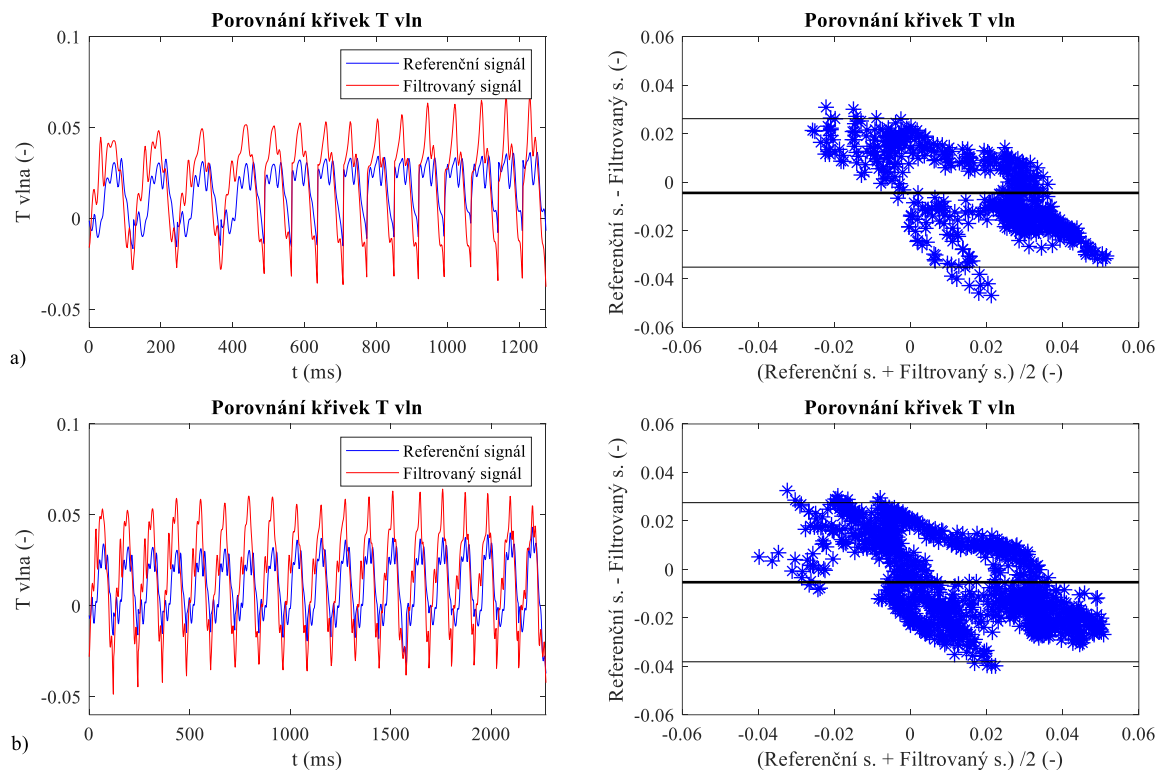 Porovnání křivek T vln
0.1
0.05
0
-0.05
T vlna (-)
Referenční signál
Filtrovaný signál
0 200 400 600 800 1000 1200
t (ms)
a)
Porovnání křivek T vln
0.06
0.04
0.02
0
-0.02
-0.04
-0.06
Referenční s. - Filtrovaný s. (-)
-0.06 -0.04 -0.02 0 0.02 0.04 0.06
(Referenční s. + Filtrovaný s.) /2 (-)
Porovnání křivek T vln
0.1
0.05
0
-0.05
T vlna (-)
Referenční signál
Filtrovaný signál
0 500 1000 1500 2000
t (ms)
b)
Porovnání křivek T vln
0.06
0.04
0.02
0
-0.02
-0.04
-0.06
Referenční s. - Filtrovaný s. (-)
-0.06 -0.04 -0.02 0 0.02 0.04 0.06
(Referenční s. + Filtrovaný s.) /2 (-)